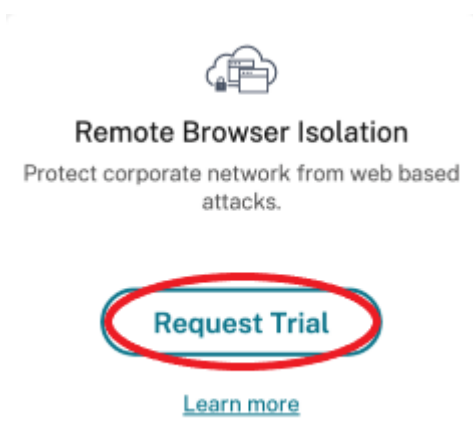 Remote Browser Isolation
Protect corporate network from web based
attacks.
Request Trial
Learn more